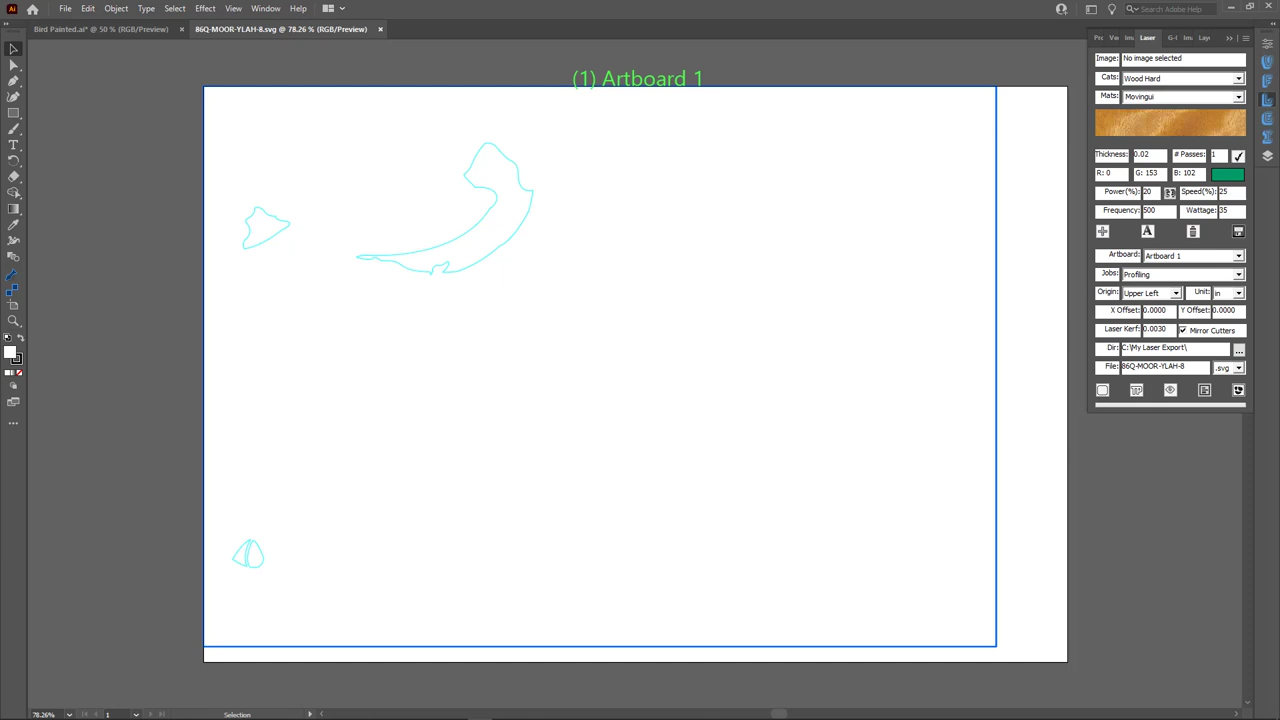 Ai File Edit Object Type Select Effect View Window Help
Bird Painted.ai* @ 50 % (RGB/Preview) × 86Q-MOOR-YLAH-8.svg @ 78.26 % (RGB/Preview) ×
(1) Artboard 1
Laser
Image: No image selected
Cats: Wood Hard
Mats: Movingui
Thickness: 0.02 # Passes: 1
R: 0 G: 153 B: 102
Power(%): 20 Speed(%): 25
Frequency: 500 Wattage: 35
A
Artboard: Artboard 1
Jobs: Profiling
Origin: Upper Left Unit: in
X Offset: 0.0000 Y Offset: 0.0000
Laser Kerf: 0.0030 Mirror Cutters
Dir: C:\My Laser Export\ ...
File: 86Q-MOOR-YLAH-8 .svg
78.26% 1 Selection